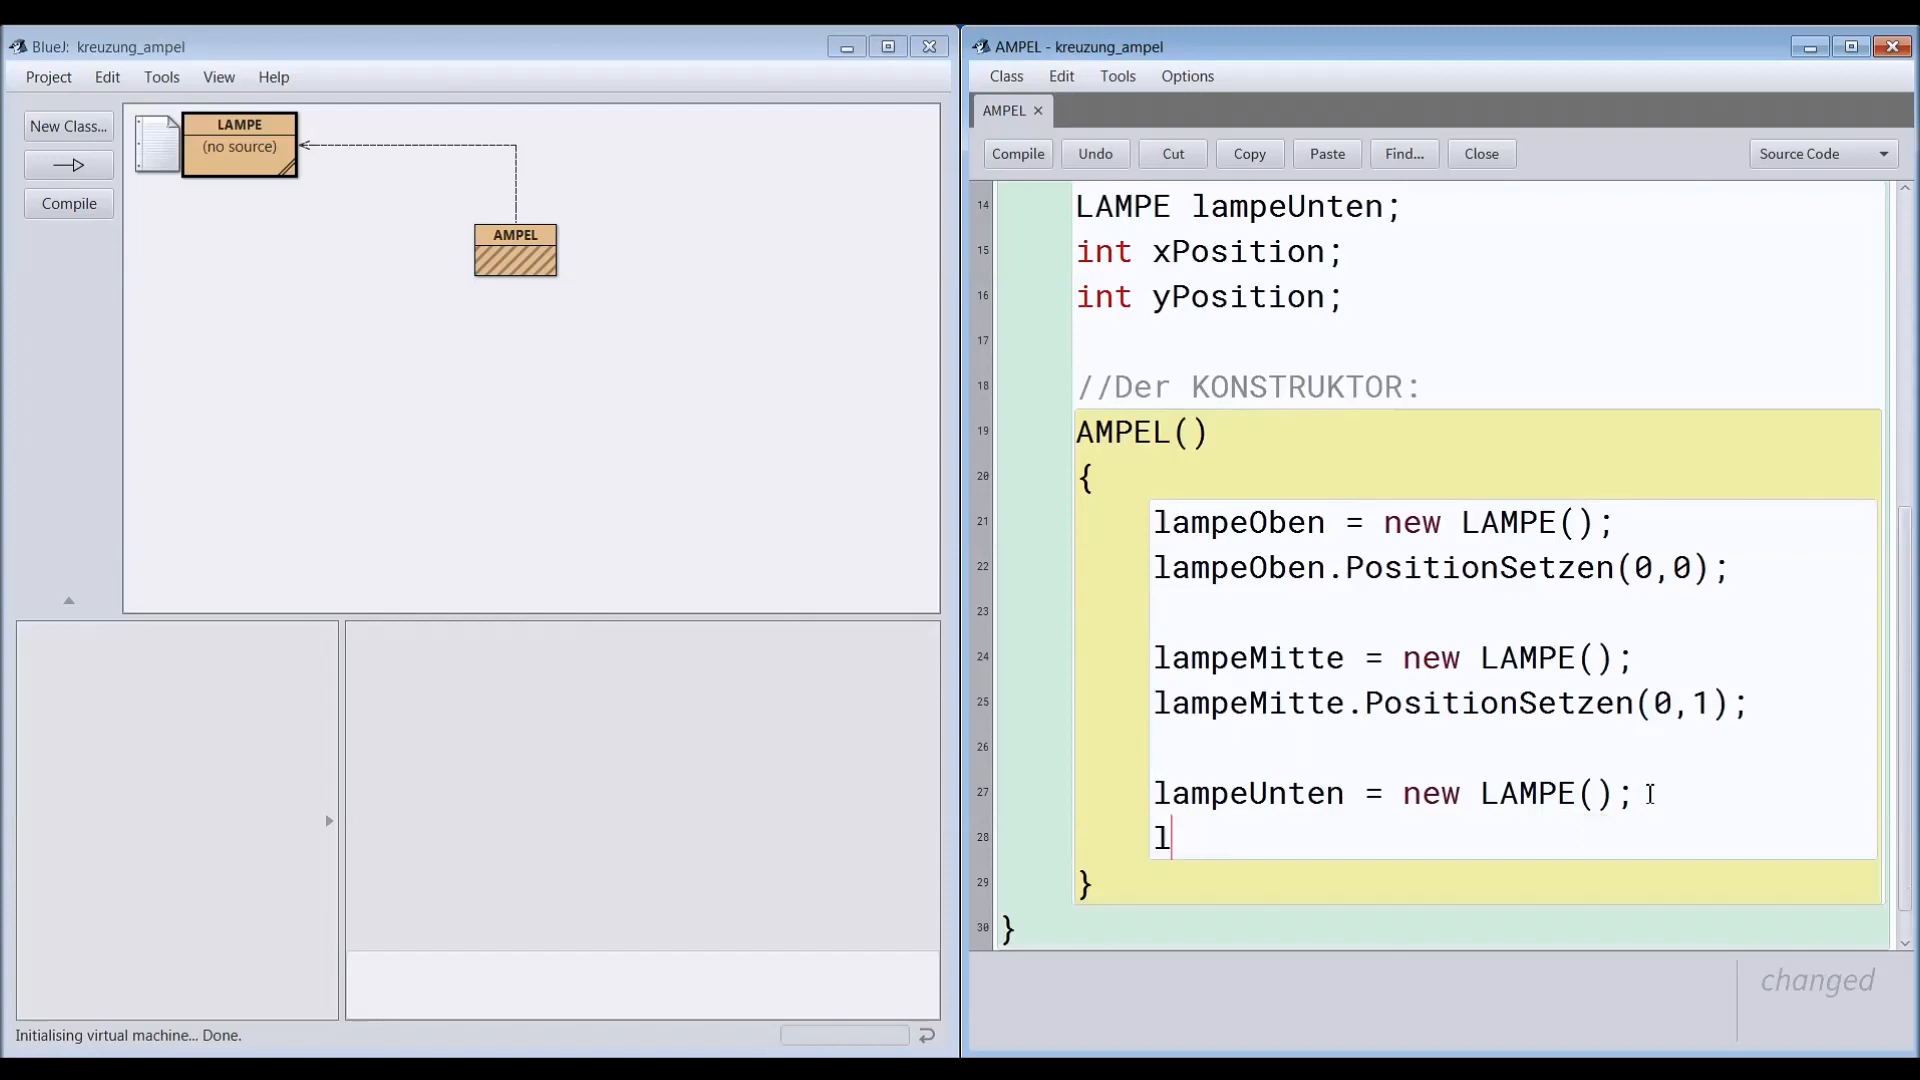 BlueJ: kreuzung_ampel
Project Edit Tools View Help
New Class...
Compile
LAMPE
(no source)
AMPEL
Initialising virtual machine... Done.
AMPEL - kreuzung_ampel
Class Edit Tools Options
AMPEL ×
Compile Undo Cut Copy Paste Find... Close Source Code
14 LAMPE lampeUnten;
15 int xPosition;
16 int yPosition;
17
18 //Der KONSTRUKTOR:
19 AMPEL()
20 {
21 lampeOben = new LAMPE();
22 lampeOben.PositionSetzen(0,0);
23
24 lampeMitte = new LAMPE();
25 lampeMitte.PositionSetzen(0,1);
26
27 lampeUnten = new LAMPE();
28 l
29 }
30 }
changed